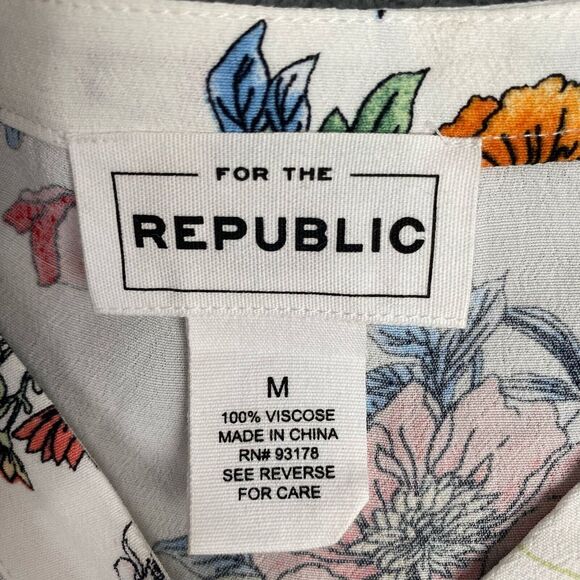 FOR THE
REPUBLIC
M
100% VISCOSE
MADE IN CHINA
RN# 93178
SEE REVERSE
FOR CARE